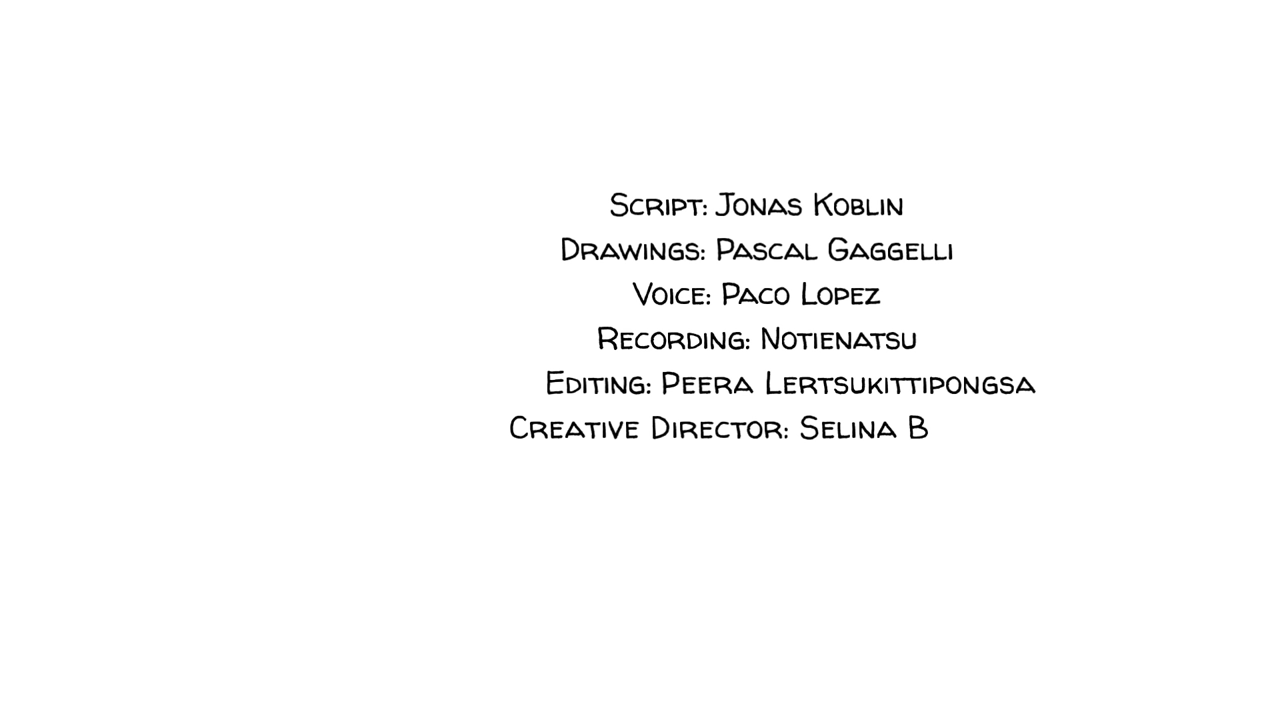 Script: Jonas Koblin
Drawings: Pascal Gaggelli
Voice: Paco Lopez
Recording: Notienatsu
Editing: Peera Lertsukittipongsa
Creative Director: Selina B